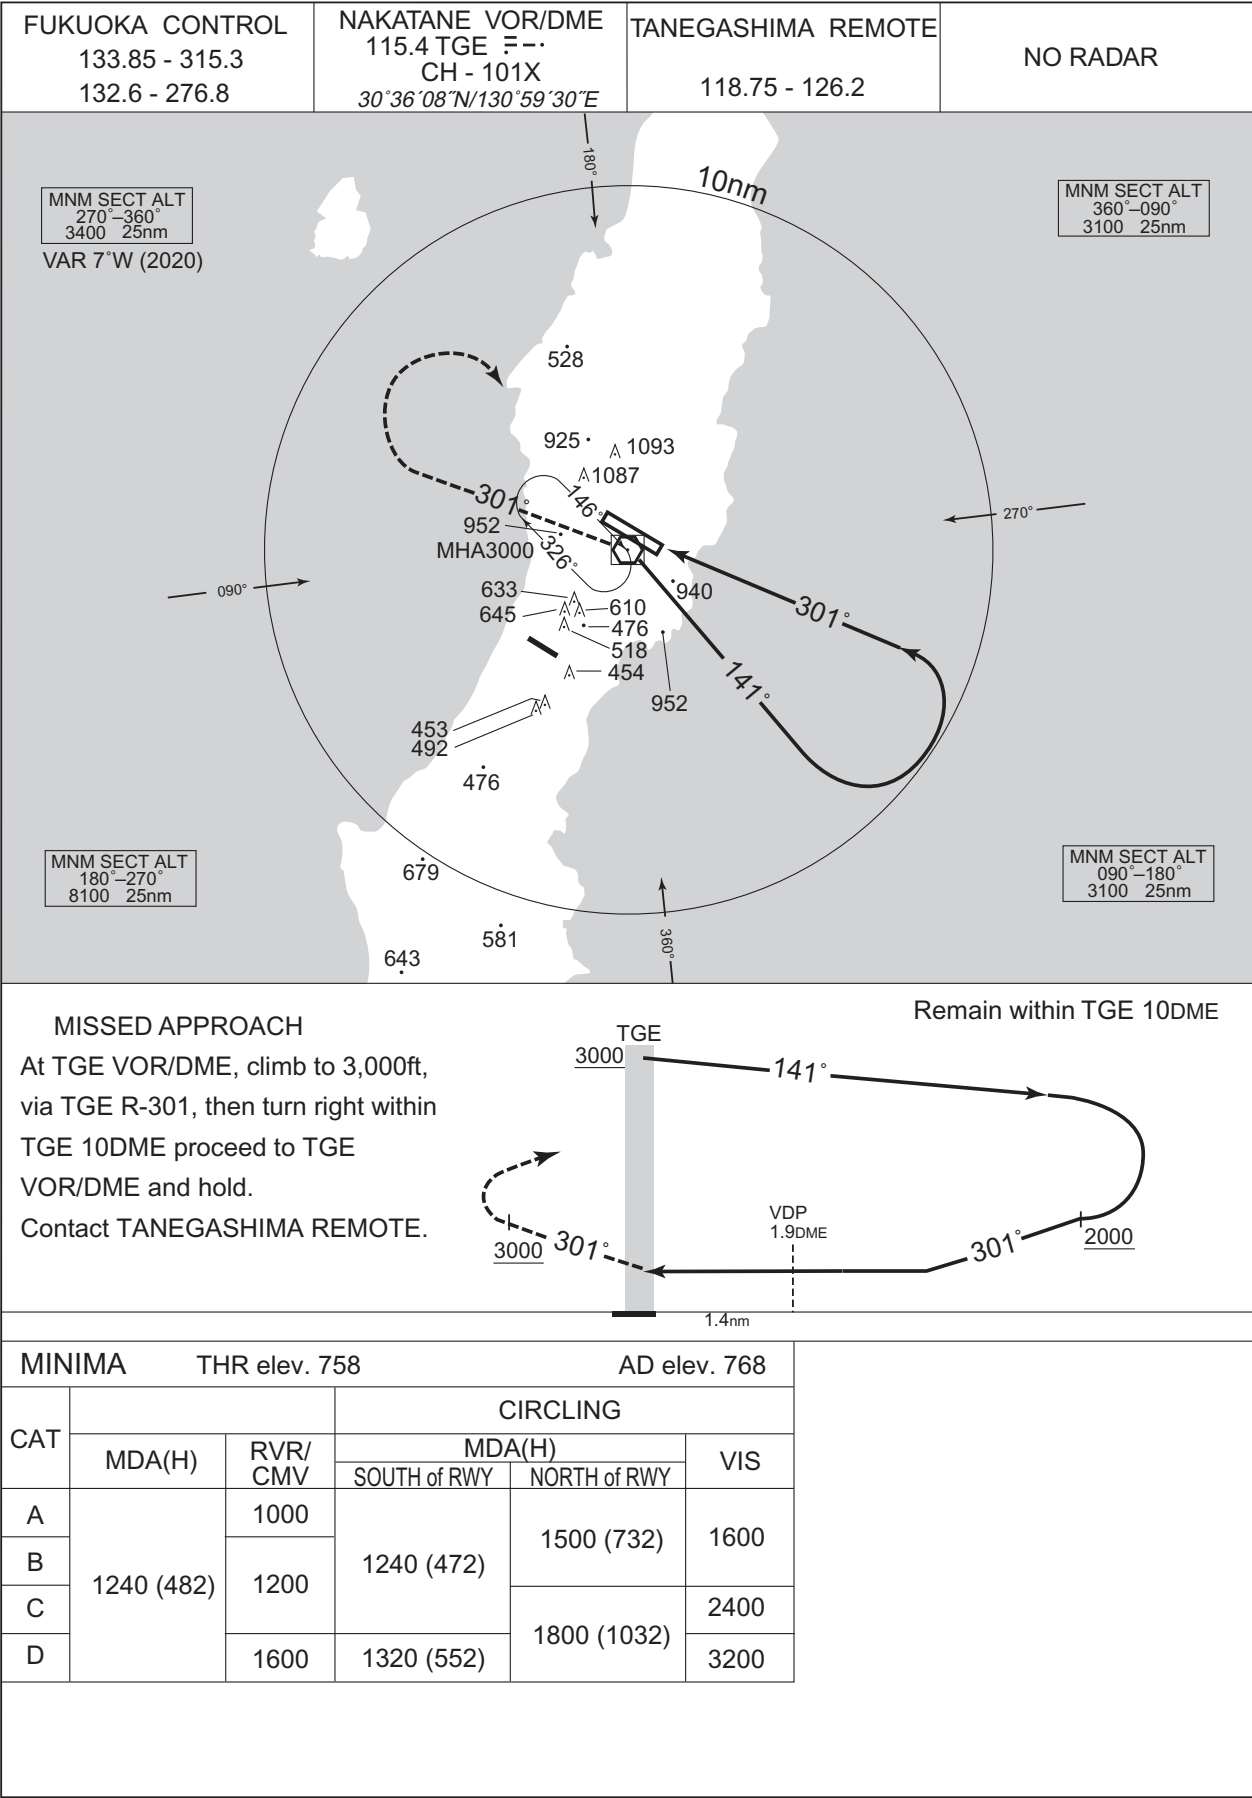 FUKUOKA CONTROL
133.85 - 315.3
132.6 - 276.8
NAKATANE VOR/DME
115.4 TGE
CH - 101X
30°36´08˝N/130°59´30˝E
TANEGASHIMA REMOTE
118.75 - 126.2
NO RADAR
180°
10nm
MNM SECT ALT
270°–360°
3400 25nm
VAR 7°W (2020)
MNM SECT ALT
360°–090°
3100 25nm
528
925
1093
1087
301°
146°
952
MHA3000
326°
270°
090°
940
633
645
610
476
518
454
301°
141°
952
453
492
476
679
MNM SECT ALT
180°–270°
8100 25nm
MNM SECT ALT
090°–180°
3100 25nm
581
643
360°
MISSED APPROACH
At TGE VOR/DME, climb to 3,000ft,
via TGE R-301, then turn right within
TGE 10DME proceed to TGE
VOR/DME and hold.
Contact TANEGASHIMA REMOTE.
Remain within TGE 10DME
TGE
3000
141°
VDP
1.9DME
3000
301°
301°
2000
1.4nm
MINIMA THR elev. 758 AD elev. 768
CAT
MDA(H)
RVR/
CMV
CIRCLING
MDA(H)
SOUTH of RWY
NORTH of RWY
VIS
A
B
C
D
1240 (482)
1000
1200
1600
1240 (472)
1320 (552)
1500 (732)
1800 (1032)
1600
2400
3200